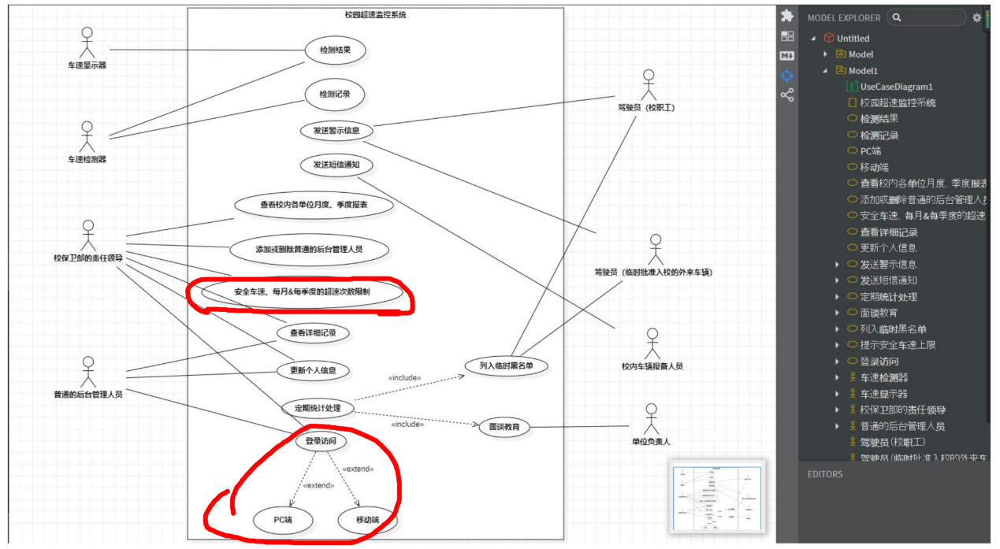 校园超速监控系统
车速显示器
检测结果
检测记录
车速检测器
发送警示信息
驾驶员（校职工）
发送短信通知
查看校内各单位月度、季度报表
校保卫部的责任领导
添加或删除普通的后台管理人员
驾驶员（临时批准入校的外来车辆）
安全车速、每月&每季度的超速次数限制
查看详细记录
列入临时黑名单
校内车辆报备人员
更新个人信息
«include»
普通的后台管理人员
定期统计处理
«include»
面谈教育
单位负责人
登录访问
«extend»
«extend»
PC端
移动端
MODEL EXPLORER
Untitled
Model
Model1
UseCaseDiagram1
校园超速监控系统
检测结果
检测记录
PC端
移动端
查看校内各单位月度、季度报表
添加或删除普通的后台管理人员
安全车速、每月&每季度的超速
查看详细记录
更新个人信息
发送警示信息
发送短信通知
定期统计处理
面谈教育
列入临时黑名单
提示安全车速上限
登录访问
车速检测器
车速显示器
校保卫部的责任领导
普通的后台管理人员
驾驶员(校职工)
驾驶员(临时批准入校的外来车
EDITORS